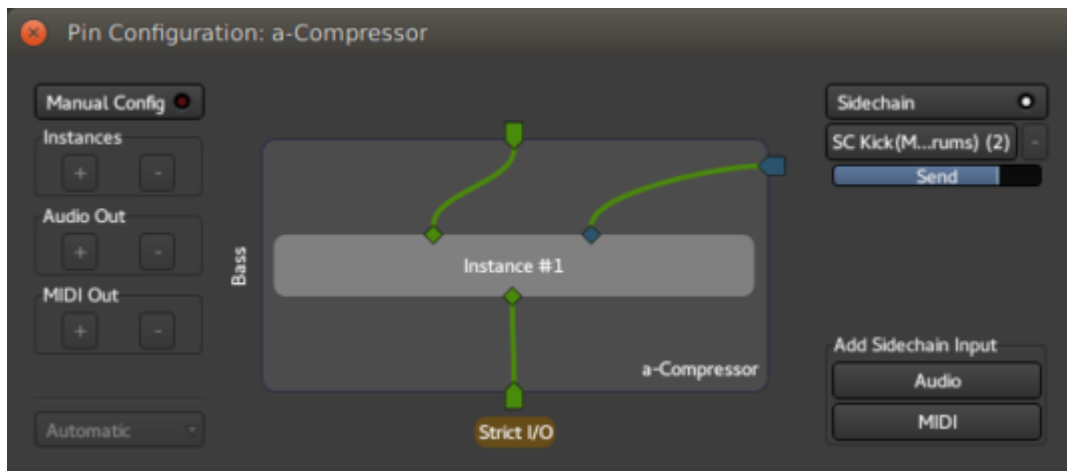 Pin Configuration: a-Compressor
Manual Config
Instances
+ -
Audio Out
+ -
MIDI Out
+ -
Automatic
Bass
Instance #1
a-Compressor
Strict I/O
Sidechain
SC Kick(M...rums) (2) -
Send
Add Sidechain Input
Audio
MIDI